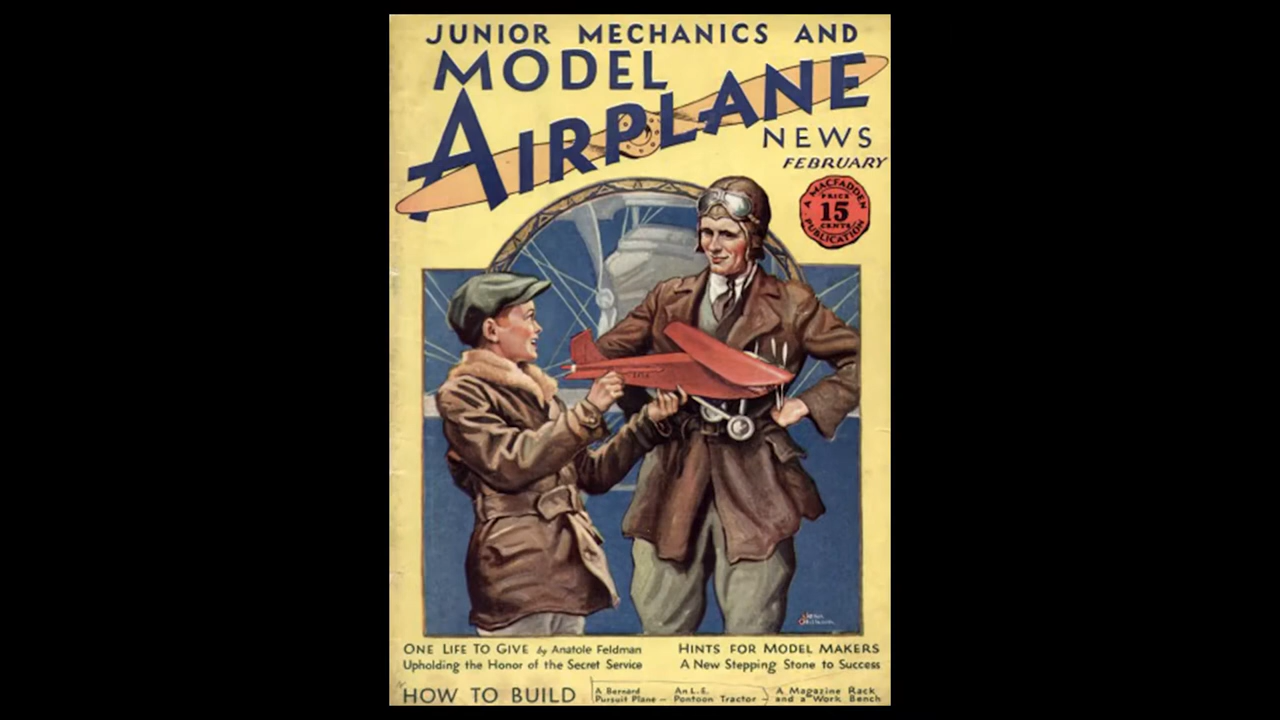 JUNIOR MECHANICS AND
MODEL
AIRPLANE
NEWS
FEBRUARY
A MACFADDEN
PRICE
15
CENTS
PUBLICATION
ONE LIFE TO GIVE by Anatole Feldman
Upholding the Honor of the Secret Service
HINTS FOR MODEL MAKERS
A New Stepping Stone to Success
HOW TO BUILD
A Bernard
Pursuit Plane –
An L.E.
Pontoon Tractor –
A Magazine Rack
and a Work Bench